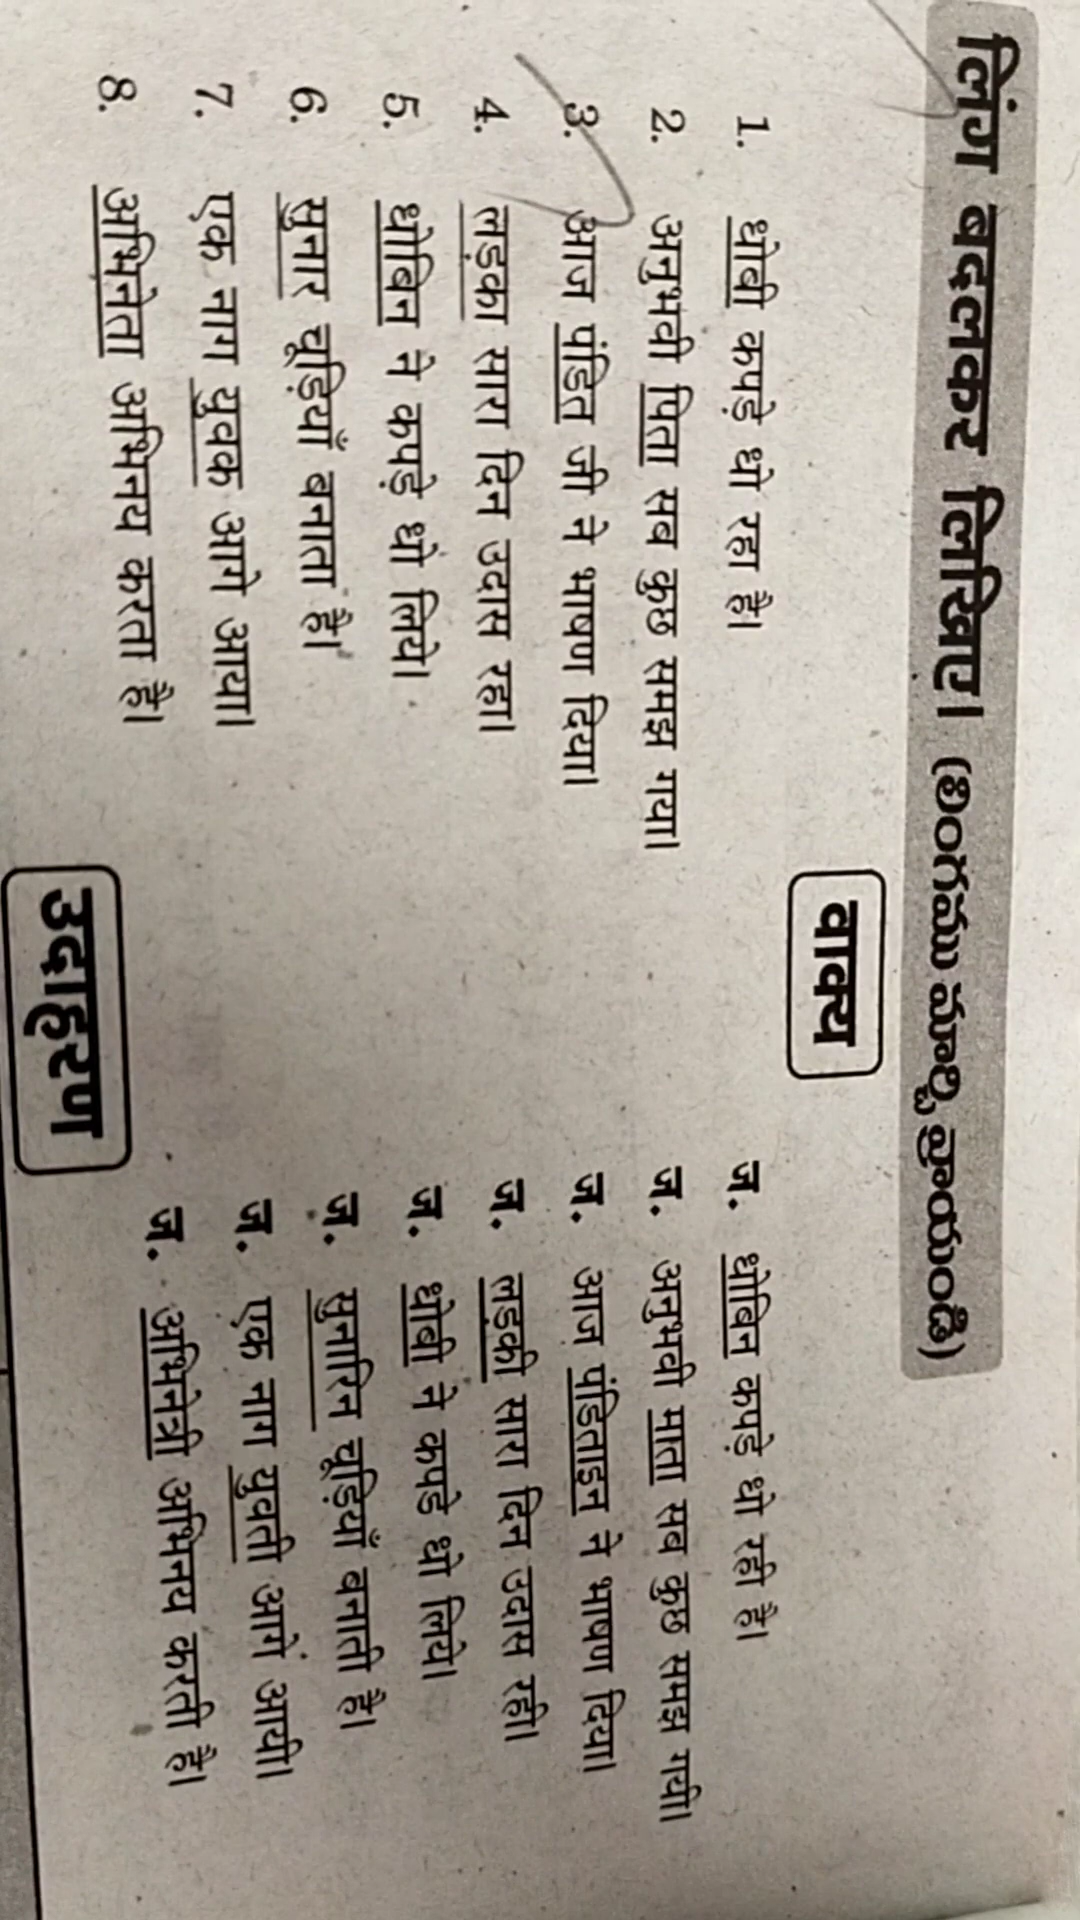 लिंग बदलकर लिखिए। (లింగము మార్చి వ్రాయండి)
वाक्य
1. धोबी कपड़े धो रहा है। ज. धोबिन कपड़े धो रही है।
2. अनुभवी पिता सब कुछ समझ गया। ज. अनुभवी माता सब कुछ समझ गयी।
3. आज पंडित जी ने भाषण दिया। ज. आज पंडिताइन ने भाषण दिया।
4. लड़का सारा दिन उदास रहा। ज. लड़की सारा दिन उदास रही।
5. धोबिन ने कपड़े धो लिये। ज. धोबी ने कपडे धो लिये।
6. सुनार चूड़ियाँ बनाता है। ज. सुनारिन चूड़ियाँ बनाती है।
7. एक नाग युवक आगे आया। ज. एक नाग युवती आगे आयी।
8. अभिनेता अभिनय करता है। ज. अभिनेत्री अभिनय करती है।
उदाहरण